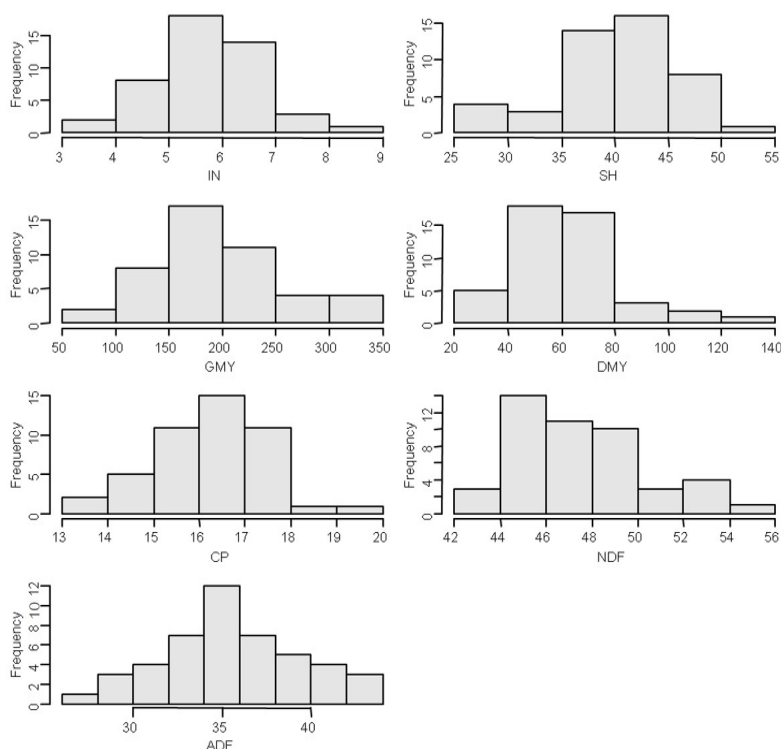 Frequency
0 5 10 15
3 4 5 6 7 8 9
IN
Frequency
0 5 10 15
25 30 35 40 45 50 55
SH
Frequency
0 5 10 15
50 100 150 200 250 300 350
GMY
Frequency
0 5 10 15
20 40 60 80 100 120 140
DMY
Frequency
0 5 10 15
13 14 15 16 17 18 19 20
CP
Frequency
0 4 8 12
42 44 46 48 50 52 54 56
NDF
Frequency
0 2 4 6 8 10 12
30 35 40
ADF